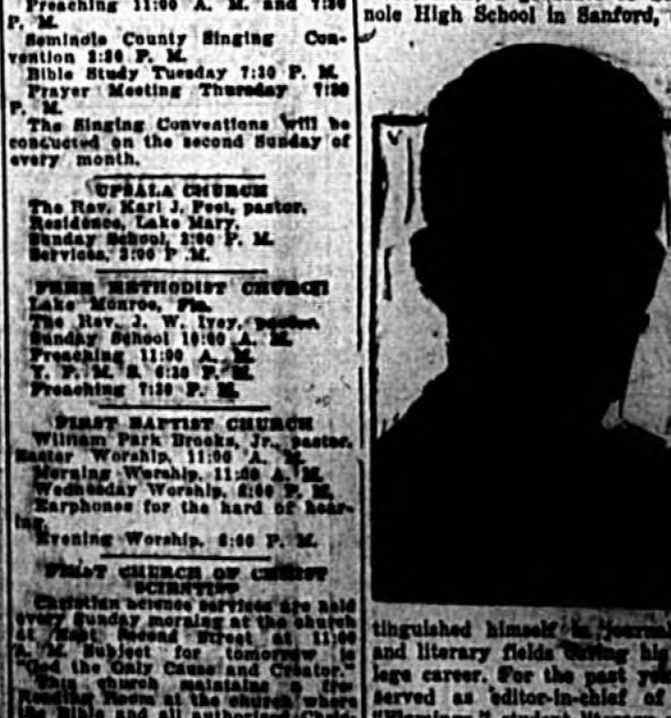 Preaching 11:00 A. M. and 7:30
P. M.
Seminole County Singing Con-
vention 2:30 P. M.
Bible Study Tuesday 7:30 P. M.
Prayer Meeting Thursday 7:30
P. M.
The Singing Conventions will be
conducted on the second Sunday of
every month.
UPSALA CHURCH
The Rev. Karl J. Peet, pastor.
Residence, Lake Mary.
Sunday School, 2:00 P. M.
Services, 3:00 P .M.
FREE METHODIST CHURCH
Lake Monroe, Fla.
The Rev. J. W. Ivey, pastor.
Sunday School 10:00 A. M.
Preaching 11:00 A. M.
Y. P. M. S. 6:30 P. M.
Preaching 7:30 P. M.
FIRST BAPTIST CHURCH
William Park Brooks, Jr., pastor.
Easter Worship, 11:00 A. M.
Morning Worship, 11:00 A. M.
Wednesday Worship, P. M.
Earphones for the hard of hear-
ing.
Evening Worship, P. M.
FIRST CHURCH OF CHRIST
SCIENTIST
Christian Science services are held
every Sunday morning at the church
at East Second Street at 11:00
A. M. Subject for tomorrow is
"God the Only Cause and Creator."
This church maintains a free
Reading Room at the church where
the Bible and all authorized Chris-
nole High School in Sanford,
tinguished himself in journal
and literary fields during his
lege career. For the past
served as editor-in-chief of